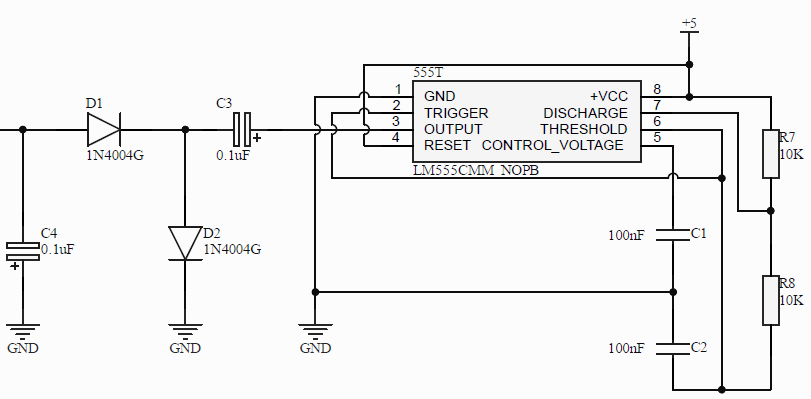 +5
555T
D1
1N4004G
C3
+
0.1uF
1
2
3
4
GND
TRIGGER
OUTPUT
RESET
+VCC
DISCHARGE
THRESHOLD
CONTROL_VOLTAGE
8
7
6
5
LM555CMM_NOPB
R7
10K
C4
0.1uF
+
D2
1N4004G
100nF
C1
R8
10K
100nF
C2
GND
GND
GND